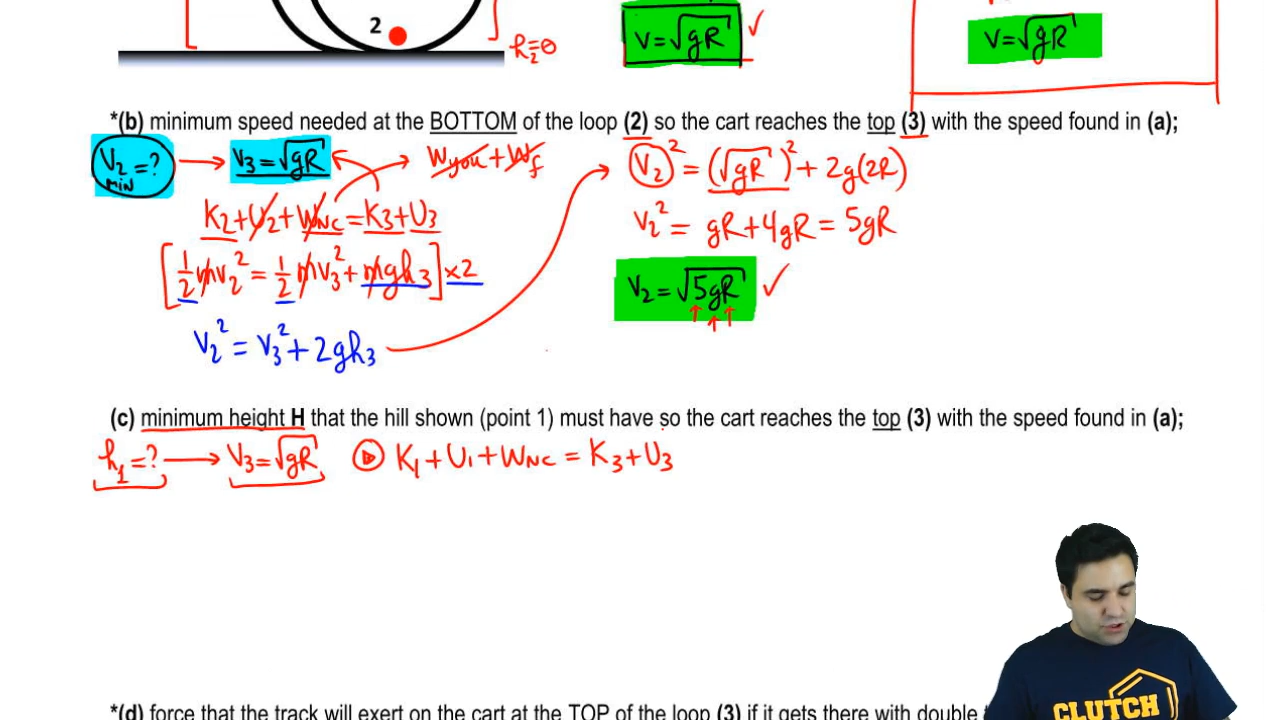 2
h₂=0
v=√gR ✓
v=√gR
*(b) minimum speed needed at the BOTTOM of the loop (2) so the cart reaches the top (3) with the speed found in (a);
V₂ =? → V₃=√gR
MIN
Wyou+Wf
K₂+U₂+WNC=K₃+U₃
[½mv₂²=½mv₃²+mgh₃]×2
V₂²=V₃²+2gh₃
(V₂)²=(√gR)²+2g(2R)
V₂²= gR+4gR=5gR
V₂=√5gR ✓
(c) minimum height H that the hill shown (point 1) must have so the cart reaches the top (3) with the speed found in (a);
h₁=? → V₃=√gR K₁+U₁+WNC=K₃+U₃
*(d) force that the track will exert on the cart at the TOP of the loop (3) if it gets there with double
CLUTCH